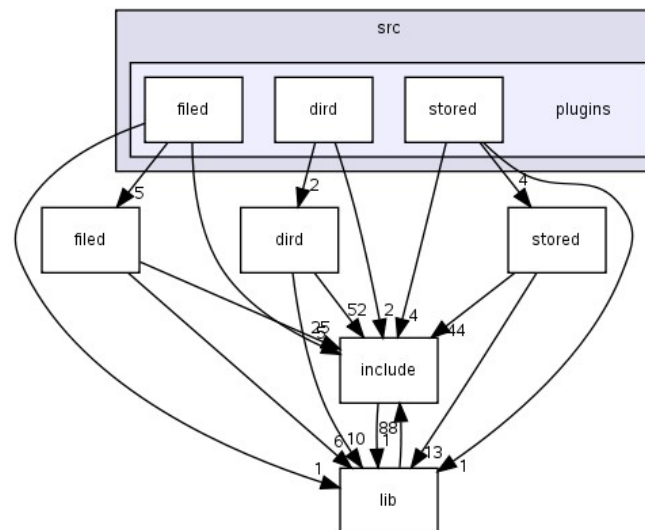 src
filed
dird
stored
plugins
5
2
4
filed
dird
stored
52
2
4
44
25
include
88
1
6
10
13
1
1
lib